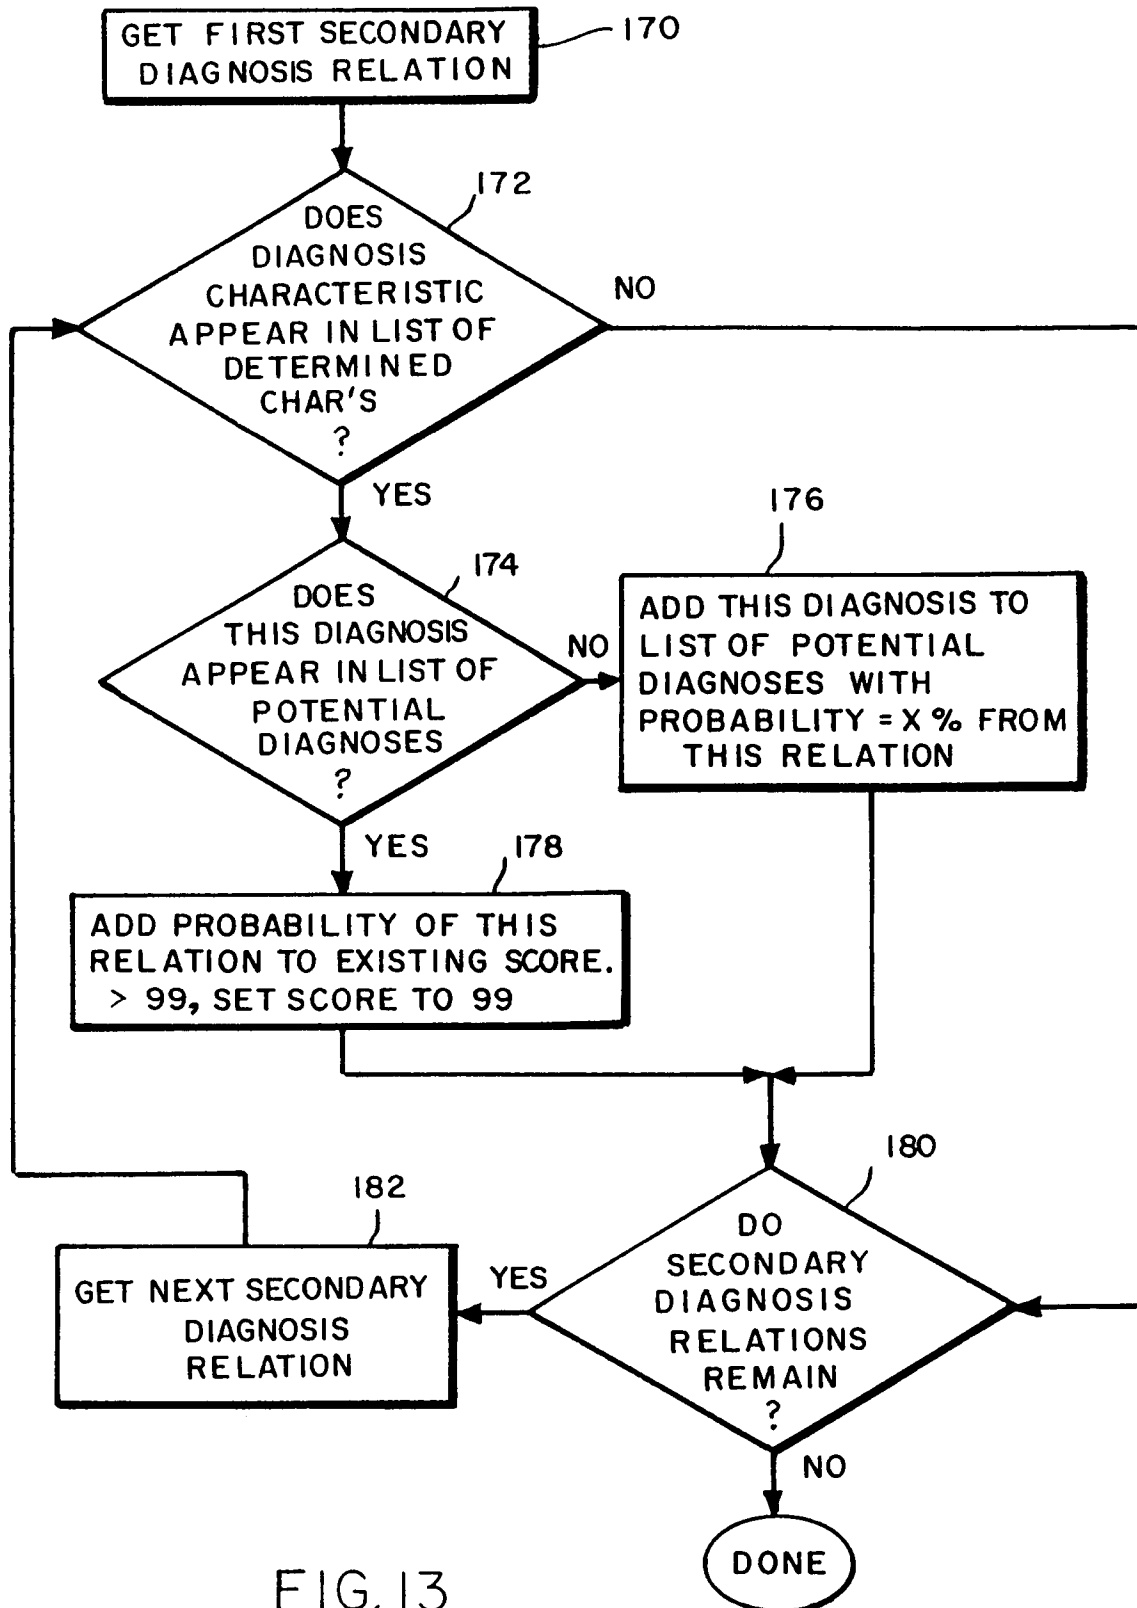 GET FIRST SECONDARY
DIAGNOSIS RELATION
170
172
DOES
DIAGNOSIS
CHARACTERISTIC
APPEAR IN LIST OF
DETERMINED
CHAR'S
?
NO
YES
174
DOES
THIS DIAGNOSIS
APPEAR IN LIST OF
POTENTIAL
DIAGNOSES
?
NO
176
ADD THIS DIAGNOSIS TO
LIST OF POTENTIAL
DIAGNOSES WITH
PROBABILITY = X % FROM
THIS RELATION
YES
178
ADD PROBABILITY OF THIS
RELATION TO EXISTING SCORE.
> 99, SET SCORE TO 99
180
DO
SECONDARY
DIAGNOSIS
RELATIONS
REMAIN
?
YES
182
GET NEXT SECONDARY
DIAGNOSIS
RELATION
NO
DONE
FIG. 13